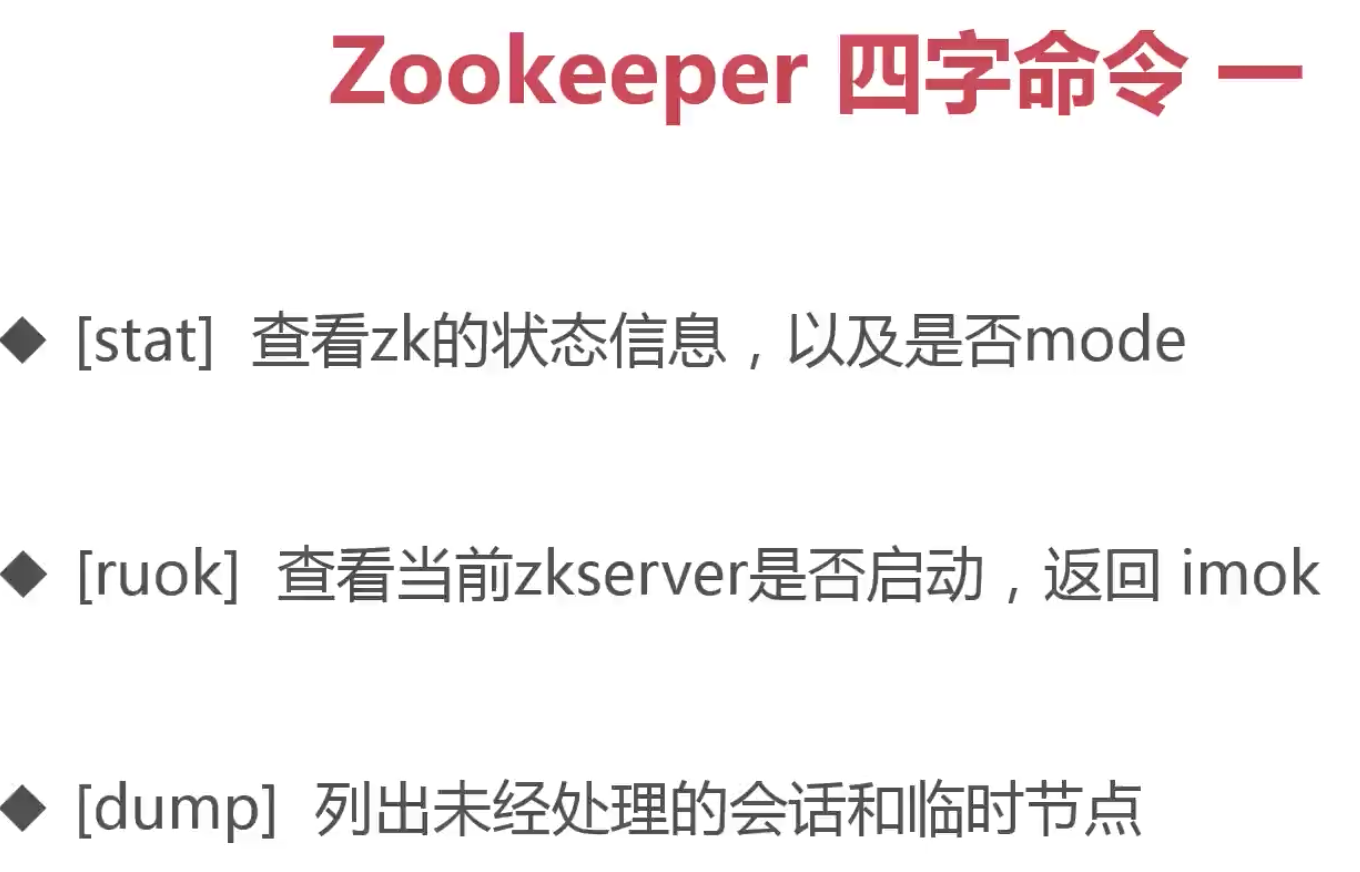 Zookeeper 四字命令 一
◆ [stat] 查看zk的状态信息，以及是否mode
◆ [ruok] 查看当前zkserver是否启动，返回 imok
◆ [dump] 列出未经处理的会话和临时节点